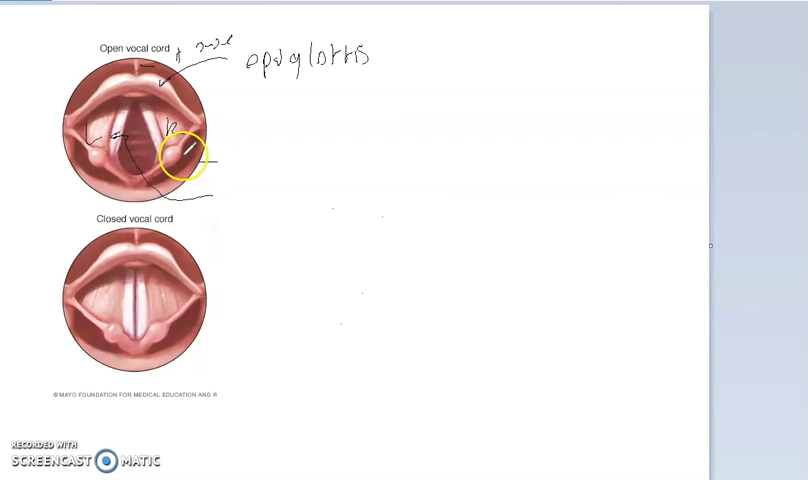 Open vocal cord
epiglottis
L
R
Closed vocal cord
© MAYO FOUNDATION FOR MEDICAL EDUCATION AND R
RECORDED WITH
SCREENCAST MATIC